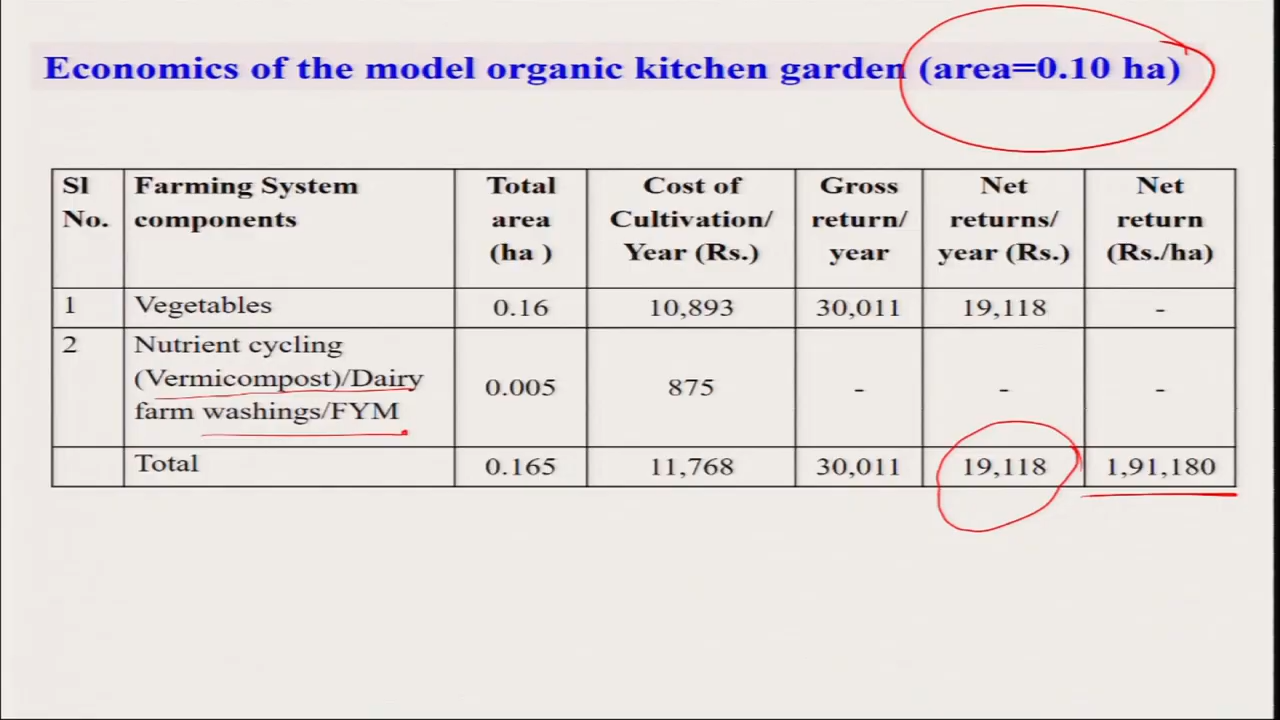 Economics of the model organic kitchen garden (area=0.10 ha)
Sl No. Farming System components Total area (ha ) Cost of Cultivation/ Year (Rs.) Gross return/ year Net returns/ year (Rs.) Net return (Rs./ha)
1 Vegetables 0.16 10,893 30,011 19,118 -
2 Nutrient cycling (Vermicompost)/Dairy farm washings/FYM 0.005 875 - - -
Total 0.165 11,768 30,011 19,118 1,91,180